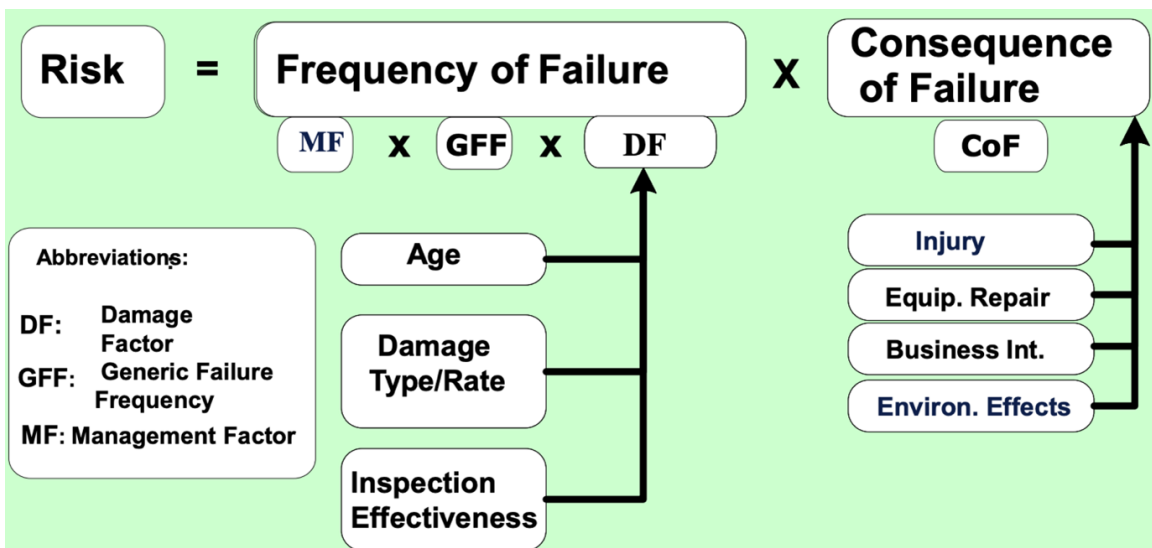 Risk = Frequency of Failure X Consequence
of Failure
MF X GFF X DF
CoF
Abbreviations:
DF: Damage
Factor
GFF: Generic Failure
Frequency
MF: Management Factor
Age
Damage
Type/Rate
Inspection
Effectiveness
Injury
Equip. Repair
Business Int.
Environ. Effects